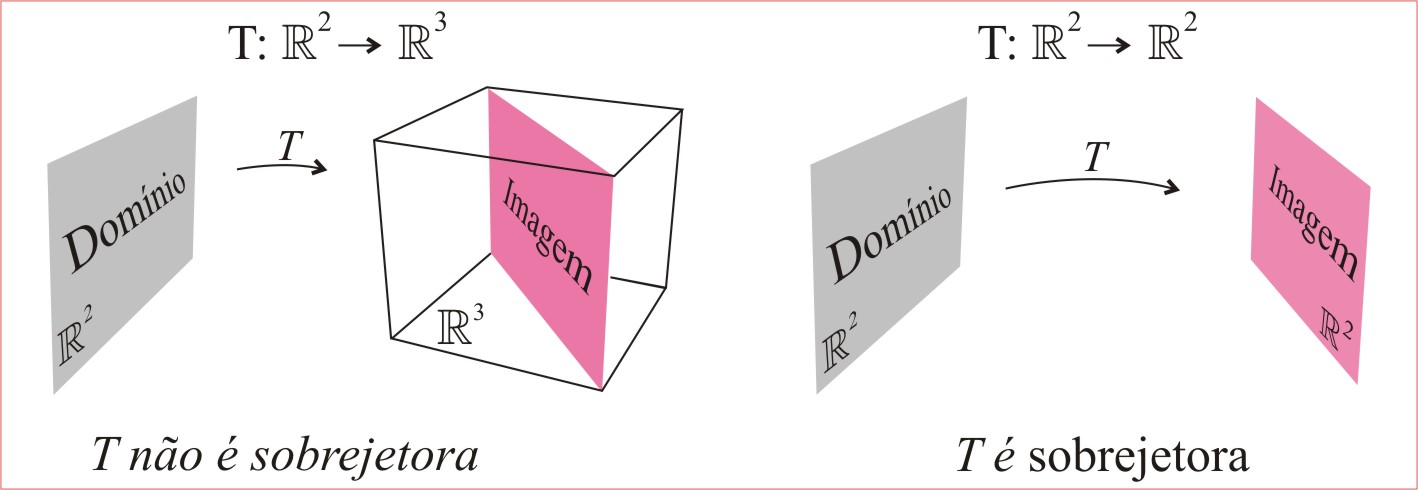 T: ℝ² → ℝ³
T
Domínio
ℝ²
Imagem
ℝ³
T não é sobrejetora
T: ℝ² → ℝ²
T
Domínio
ℝ²
Imagem
ℝ²
T é sobrejetora